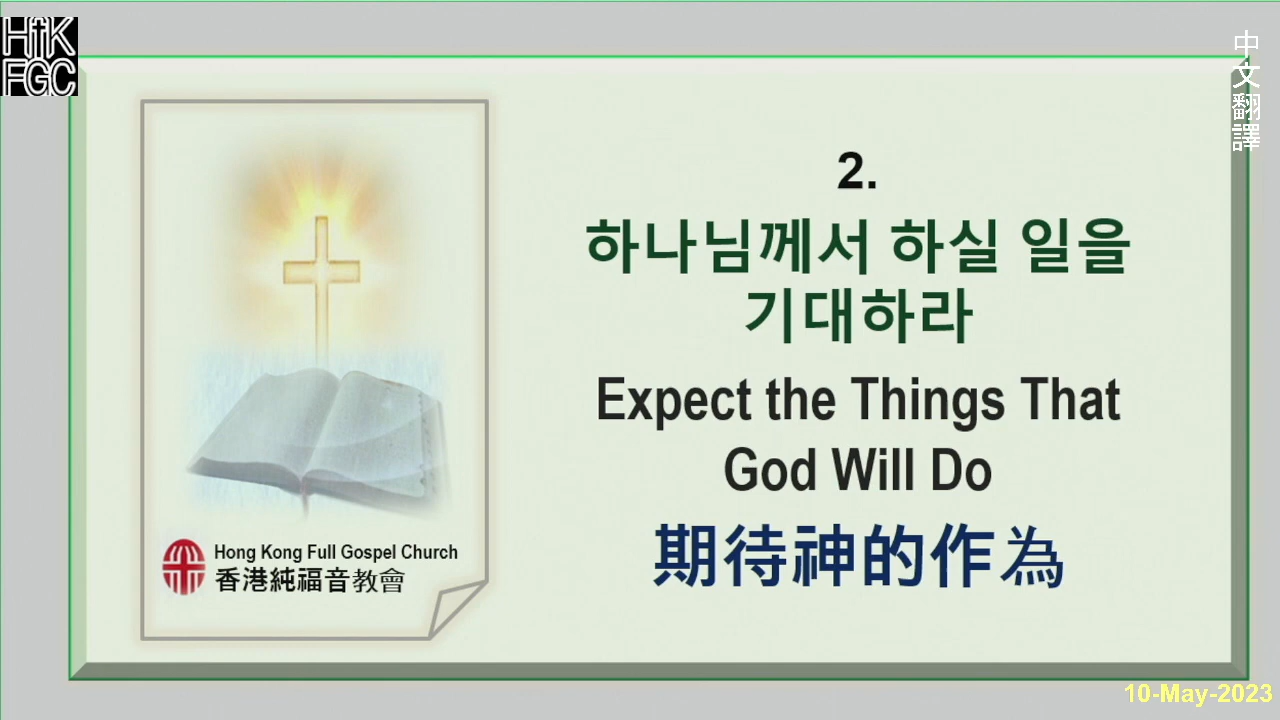 HfK
FGC
中文翻譯
2.
하나님께서 하실 일을
기대하라
Expect the Things That
God Will Do
期待神的作為
Hong Kong Full Gospel Church
香港純福音教會
10-May-2023